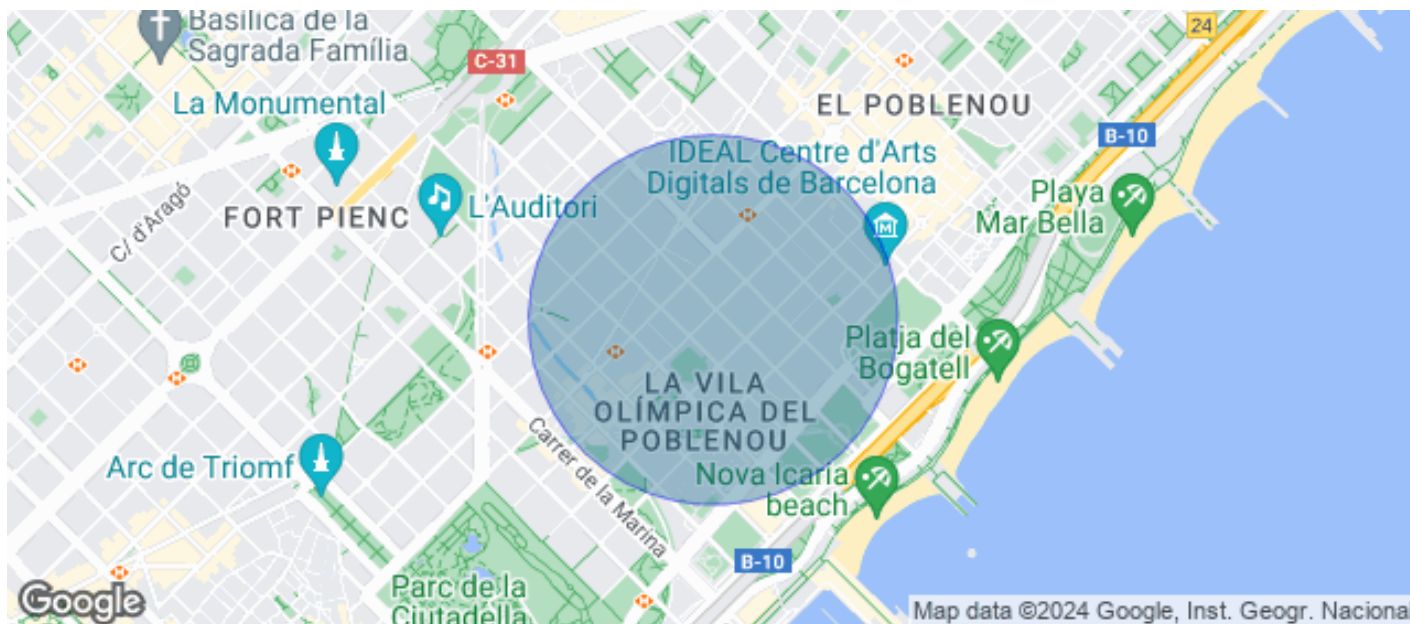 Basílica de la
Sagrada Família
24
C-31
La Monumental
EL POBLENOU
B-10
IDEAL Centre d'Arts
Digitals de Barcelona
Playa
Mar Bella
C/ d'Aragó
FORT PIENC
L'Auditori
Platja del
Bogatell
LA VILA
OLÍMPICA DEL
POBLENOU
Carrer de la Marina
Arc de Triomf
Nova Icaria
beach
B-10
Parc de la
Ciutadella
Google
Map data ©2024 Google, Inst. Geogr. Nacional